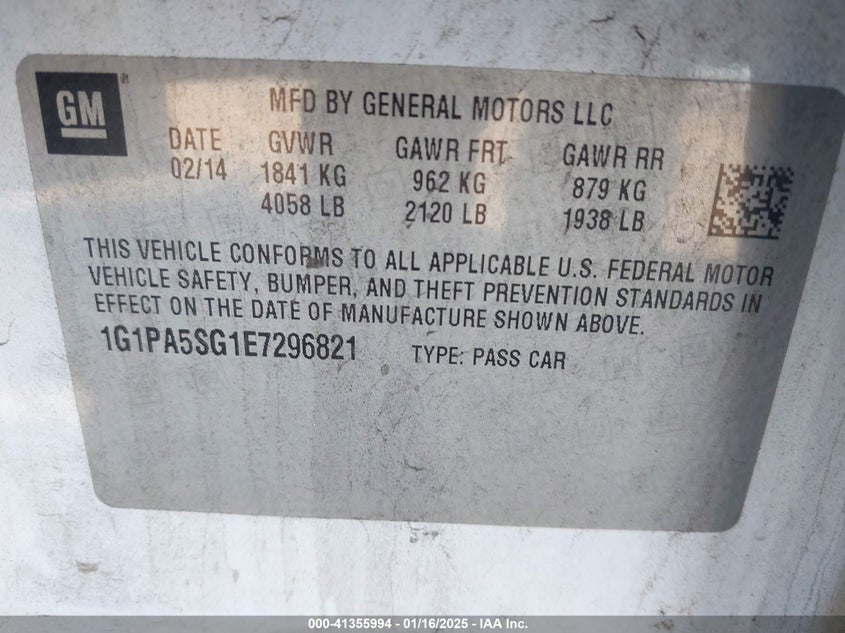 GM®
MFD BY GENERAL MOTORS LLC
DATE GVWR GAWR FRT GAWR RR
02/14 1841 KG 962 KG 879 KG
4058 LB 2120 LB 1938 LB
THIS VEHICLE CONFORMS TO ALL APPLICABLE U.S. FEDERAL MOTOR
VEHICLE SAFETY, BUMPER, AND THEFT PREVENTION STANDARDS IN
EFFECT ON THE DATE OF MANUFACTURE SHOWN ABOVE.
1G1PA5SG1E7296821 TYPE: PASS CAR
000-41355994 - 01/16/2025 - IAA Inc.